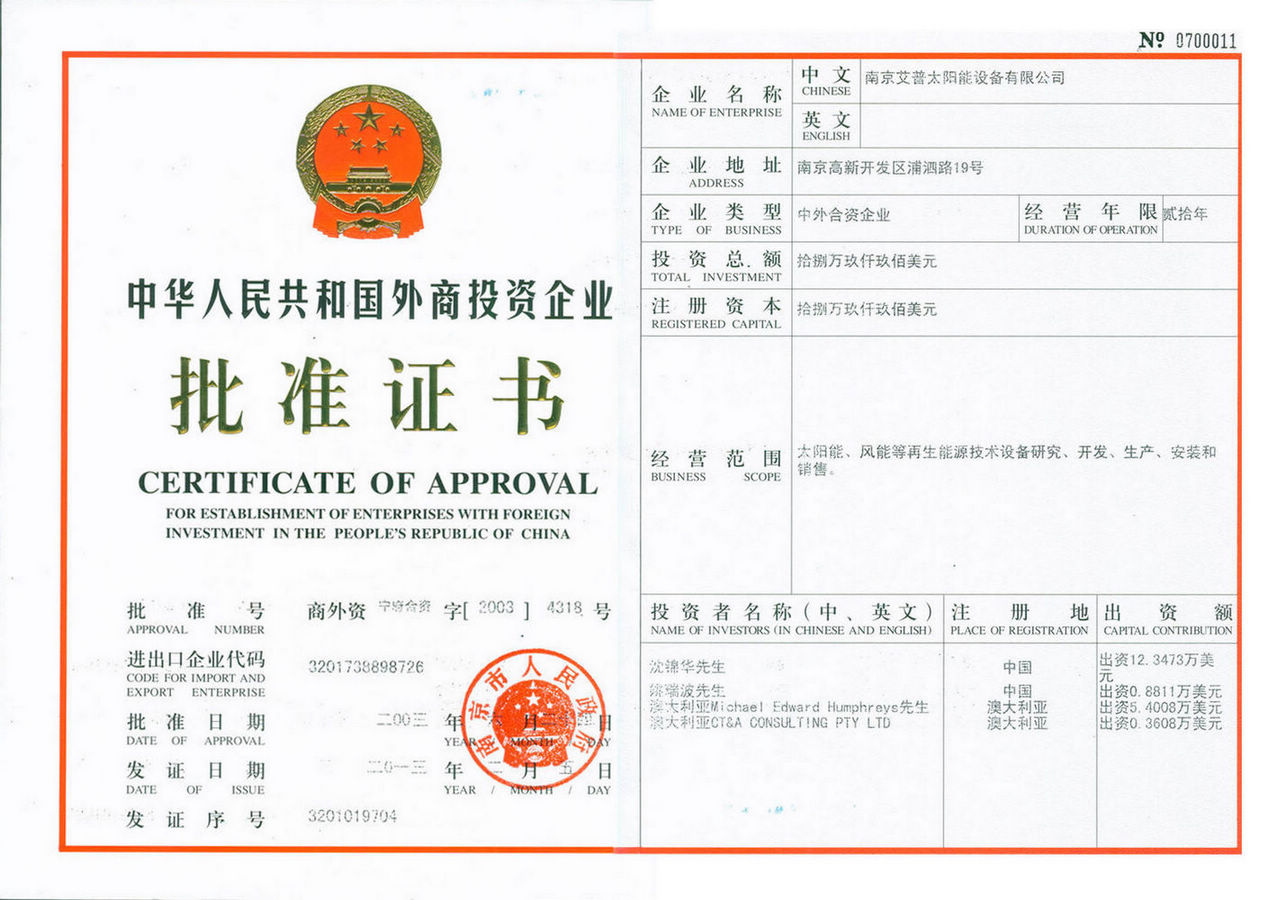 № 0700011
中华人民共和国外商投资企业
批准证书
CERTIFICATE OF APPROVAL
FOR ESTABLISHMENT OF ENTERPRISES WITH FOREIGN
INVESTMENT IN THE PEOPLE'S REPUBLIC OF CHINA
批准号 商外资 宁府合资 字[ 2003 ] 4318 号
APPROVAL NUMBER
进出口企业代码 3201738898726
CODE FOR IMPORT AND
EXPORT ENTERPRISE
批准日期 二00三 年 月 日
DATE OF APPROVAL YEAR MONTH DAY
发证日期 二0一三 年 二 月 五 日
DATE OF ISSUE YEAR / MONTH / DAY
发证序号 3201019704
南京市人民政府
企业名称 中文 南京艾普太阳能设备有限公司
NAME OF ENTERPRISE CHINESE
英文
ENGLISH
企业地址 南京高新开发区浦泗路19号
ADDRESS
企业类型 中外合资企业 经营年限 贰拾年
TYPE OF BUSINESS DURATION OF OPERATION
投资总额 拾捌万玖仟玖佰美元
TOTAL INVESTMENT
注册资本 拾捌万玖仟玖佰美元
REGISTERED CAPITAL
经营范围 太阳能、风能等再生能源技术设备研究、开发、生产、安装和
BUSINESS SCOPE 销售。
投资者名称(中、英文) 注册地 出资额
NAME OF INVESTORS (IN CHINESE AND ENGLISH) PLACE OF REGISTRATION CAPITAL CONTRIBUTION
沈锦华先生 中国 出资12.3473万美
元
姚瑞波先生 中国 出资0.8811万美元
澳大利亚Michael Edward Humphreys先生 澳大利亚 出资5.4008万美元
澳大利亚CT&A CONSULTING PTY LTD 澳大利亚 出资0.3608万美元